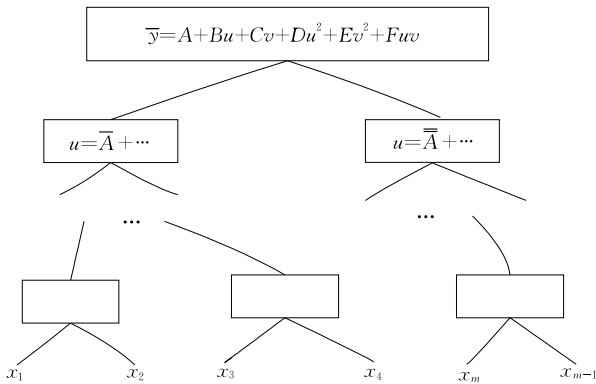 y̅=A+Bu+Cv+Du²+Ev²+Fuv
u=A̅+···
u=A̿+···
···
···
x₁ x₂ x₃ x₄ xₘ xₘ₋₁